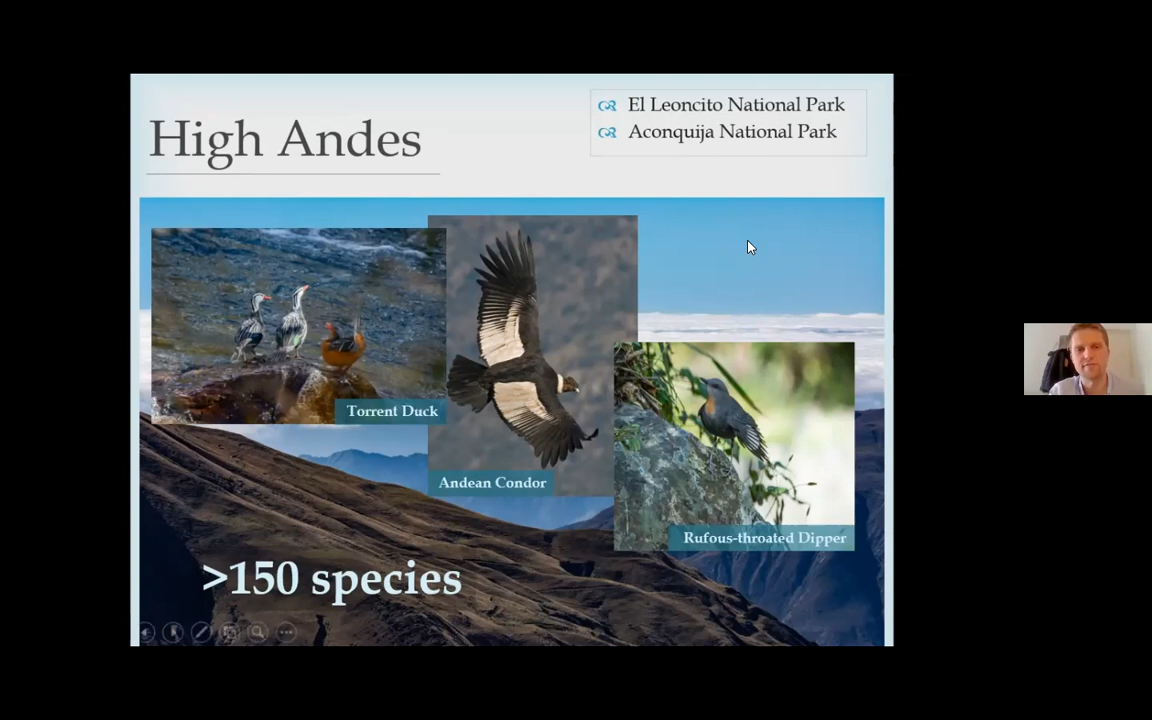 High Andes
El Leoncito National Park
Aconquija National Park
Torrent Duck
Andean Condor
Rufous-throated Dipper
>150 species